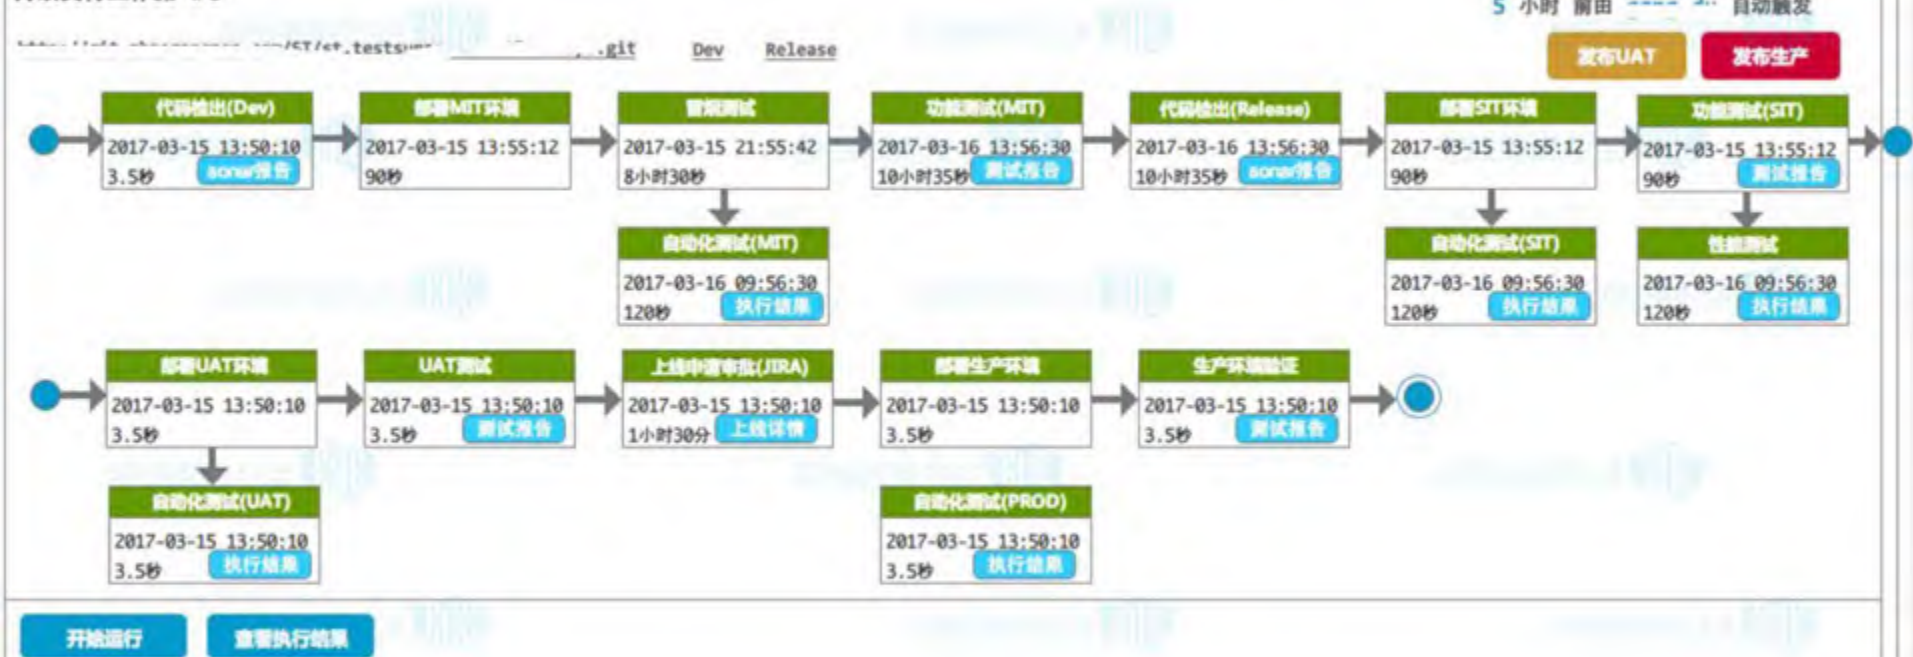 5 小时 前由 自动触发
.git Dev Release
发布UAT 发布生产
代码检出(Dev) 部署MIT环境 冒烟测试 功能测试(MIT) 代码检出(Release) 部署SIT环境 功能测试(SIT)
2017-03-15 13:50:10 2017-03-15 13:55:12 2017-03-15 21:55:42 2017-03-16 13:56:30 2017-03-16 13:56:30 2017-03-15 13:55:12 2017-03-15 13:55:12
3.5秒 sonar报告 90秒 8小时30秒 10小时35秒 测试报告 10小时35秒 sonar报告 90秒 90秒 测试报告
自动化测试(MIT) 自动化测试(SIT) 性能测试
2017-03-16 09:56:30 2017-03-16 09:56:30 2017-03-16 09:56:30
120秒 执行结果 120秒 执行结果 120秒 执行结果
部署UAT环境 UAT测试 上线申请审批(JIRA) 部署生产环境 生产环境验证
2017-03-15 13:50:10 2017-03-15 13:50:10 2017-03-15 13:50:10 2017-03-15 13:50:10 2017-03-15 13:50:10
3.5秒 3.5秒 测试报告 1小时30分 上线详情 3.5秒 3.5秒 测试报告
自动化测试(UAT) 自动化测试(PROD)
2017-03-15 13:50:10 2017-03-15 13:50:10
3.5秒 执行结果 3.5秒 执行结果
开始运行 查看执行结果